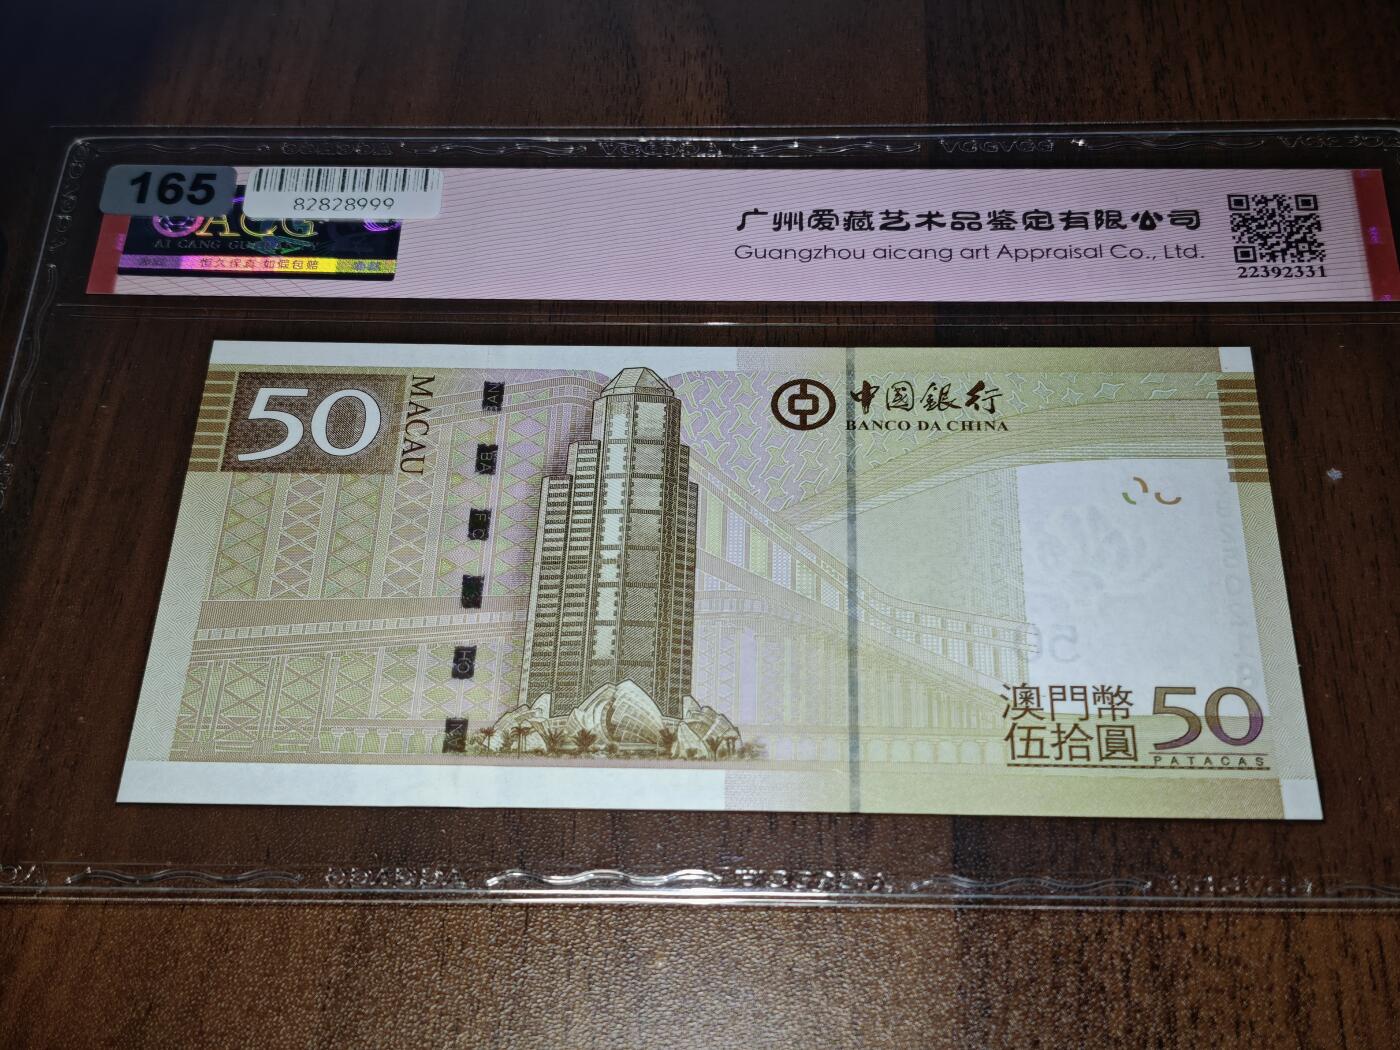 165
82828999
ACG
AI CANG GUARANTY
恒久保真 如假包赔
广州爱藏艺术品鉴定有限公司
Guangzhou aicang art Appraisal Co., Ltd.
22392331
50
MACAU
中國銀行
BANCO DA CHINA
澳門幣
伍拾圓
50
PATACAS